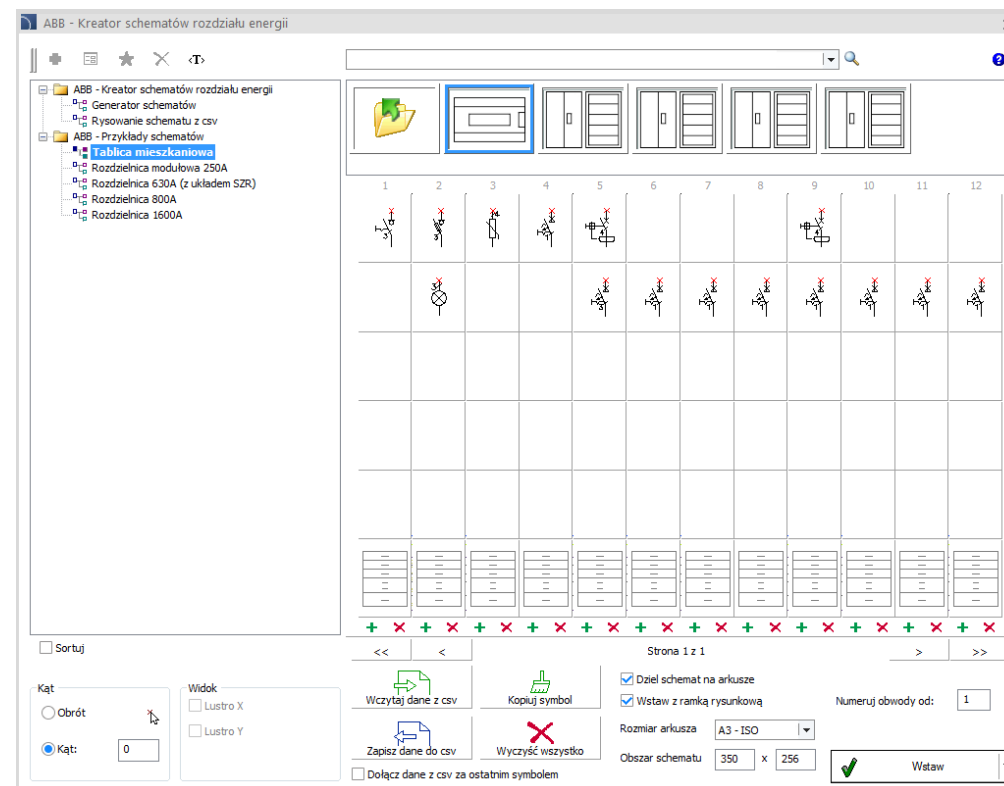 ABB - Kreator schematów rozdziału energii
<T>
ABB - Kreator schematów rozdziału energii
Generator schematów
Rysowanie schematu z csv
ABB - Przykłady schematów
Tablica mieszkaniowa
Rozdzielnica modułowa 250A
Rozdzielnica 630A (z układem SZR)
Rozdzielnica 800A
Rozdzielnica 1600A
1 2 3 4 5 6 7 8 9 10 11 12
Sortuj
<< < Strona 1 z 1 > >>
Kąt
Obrót
Kąt: 0
Widok
Lustro X
Lustro Y
Wczytaj dane z csv
Kopiuj symbol
Zapisz dane do csv
Wyczyść wszystko
Dołącz dane z csv za ostatnim symbolem
Dziel schemat na arkusze
Wstaw z ramką rysunkową
Rozmiar arkusza A3 - ISO
Obszar schematu 350 x 256
Numeruj obwody od: 1
Wstaw